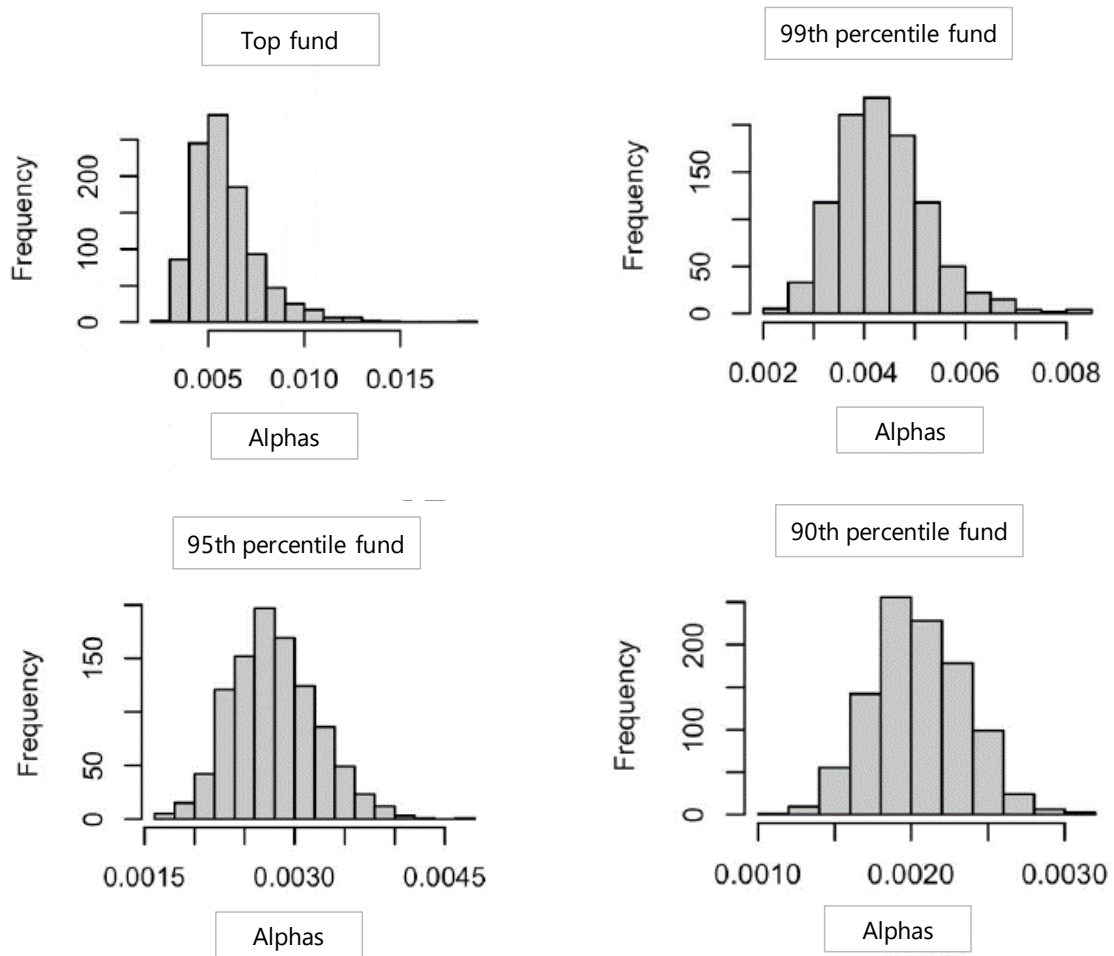 Top fund
Frequency
200
100
0
0.005 0.010 0.015
Alphas
99th percentile fund
Frequency
150
50
0
0.002 0.004 0.006 0.008
Alphas
95th percentile fund
Frequency
150
50
0
0.0015 0.0030 0.0045
Alphas
90th percentile fund
Frequency
200
100
0
0.0010 0.0020 0.0030
Alphas